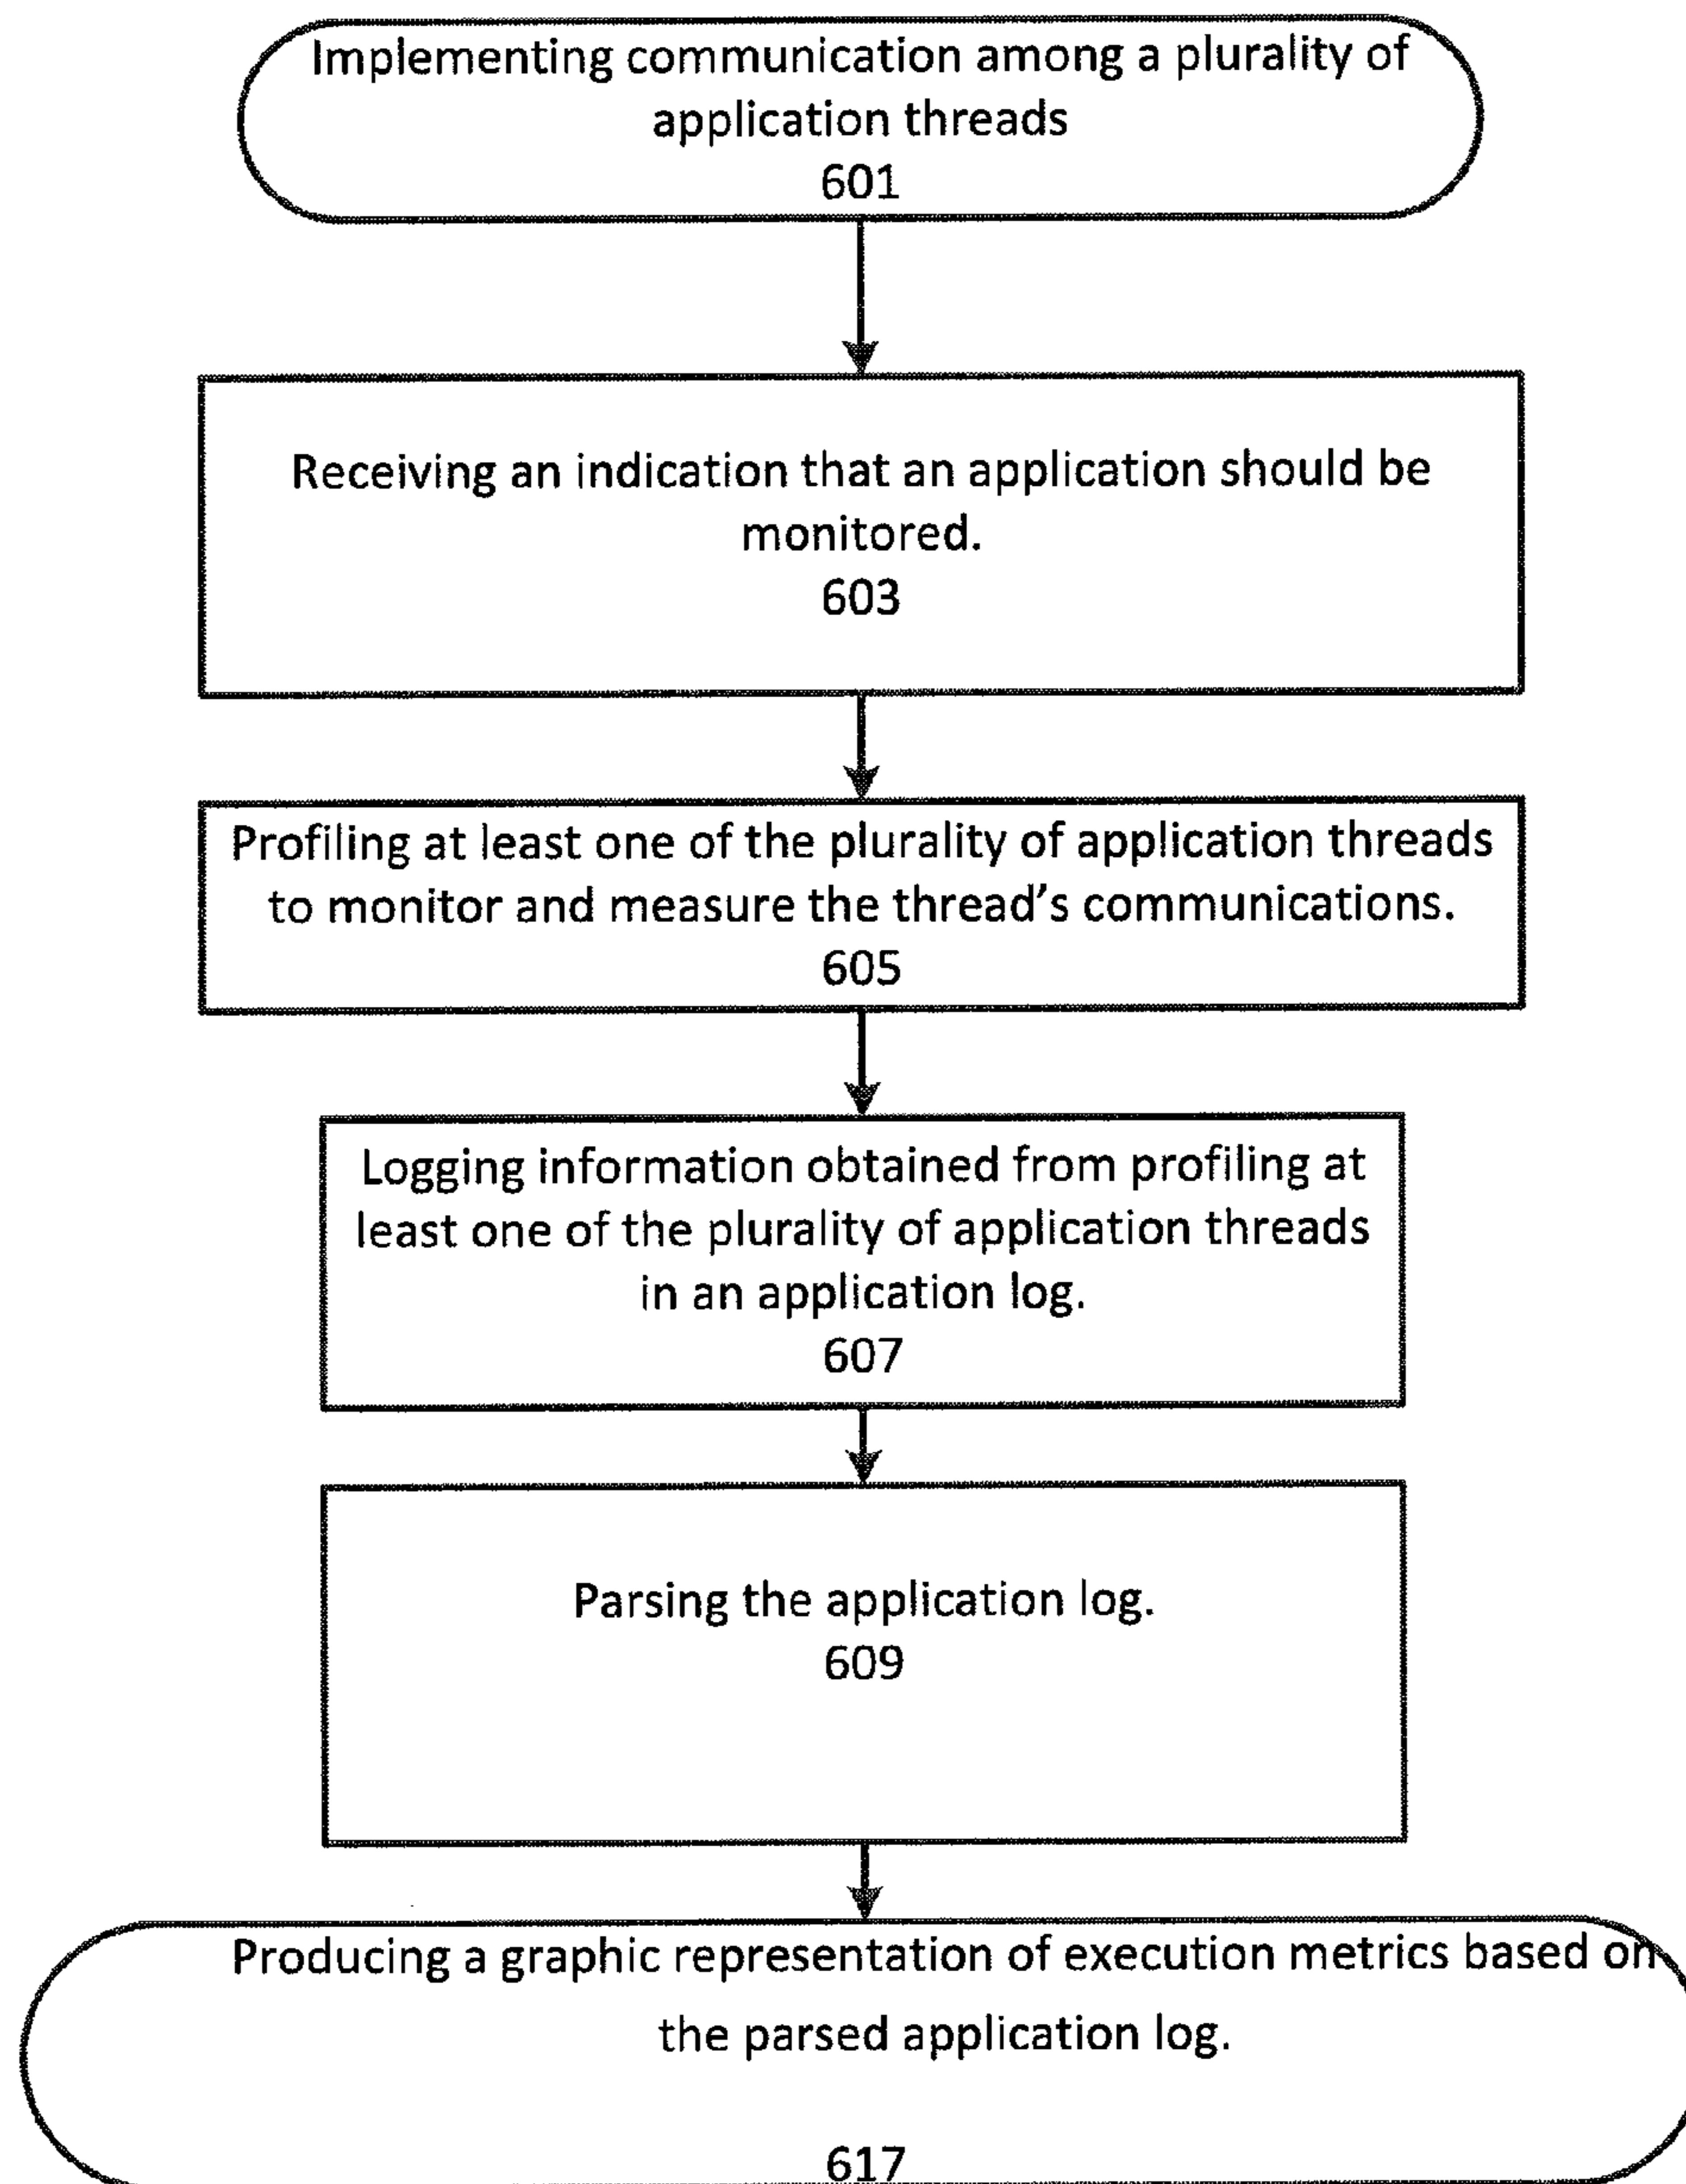 Implementing communication among a plurality of
application threads
601
Receiving an indication that an application should be
monitored.
603
Profiling at least one of the plurality of application threads
to monitor and measure the thread's communications.
605
Logging information obtained from profiling at
least one of the plurality of application threads
in an application log.
607
Parsing the application log.
609
Producing a graphic representation of execution metrics based on
the parsed application log.
617